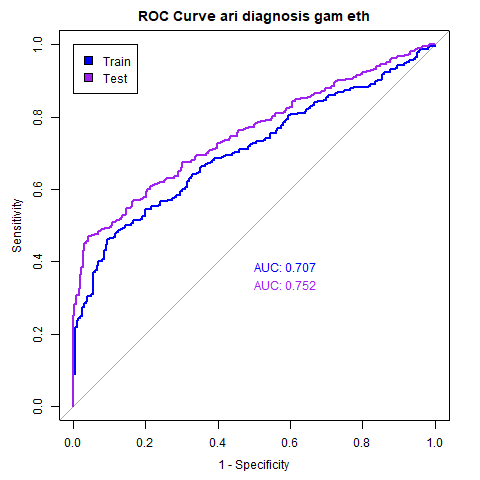 ROC Curve ari diagnosis gam eth
Train
Test
AUC: 0.707
AUC: 0.752
Sensitivity
1.0
0.8
0.6
0.4
0.2
0.0
0.0 0.2 0.4 0.6 0.8 1.0
1 - Specificity